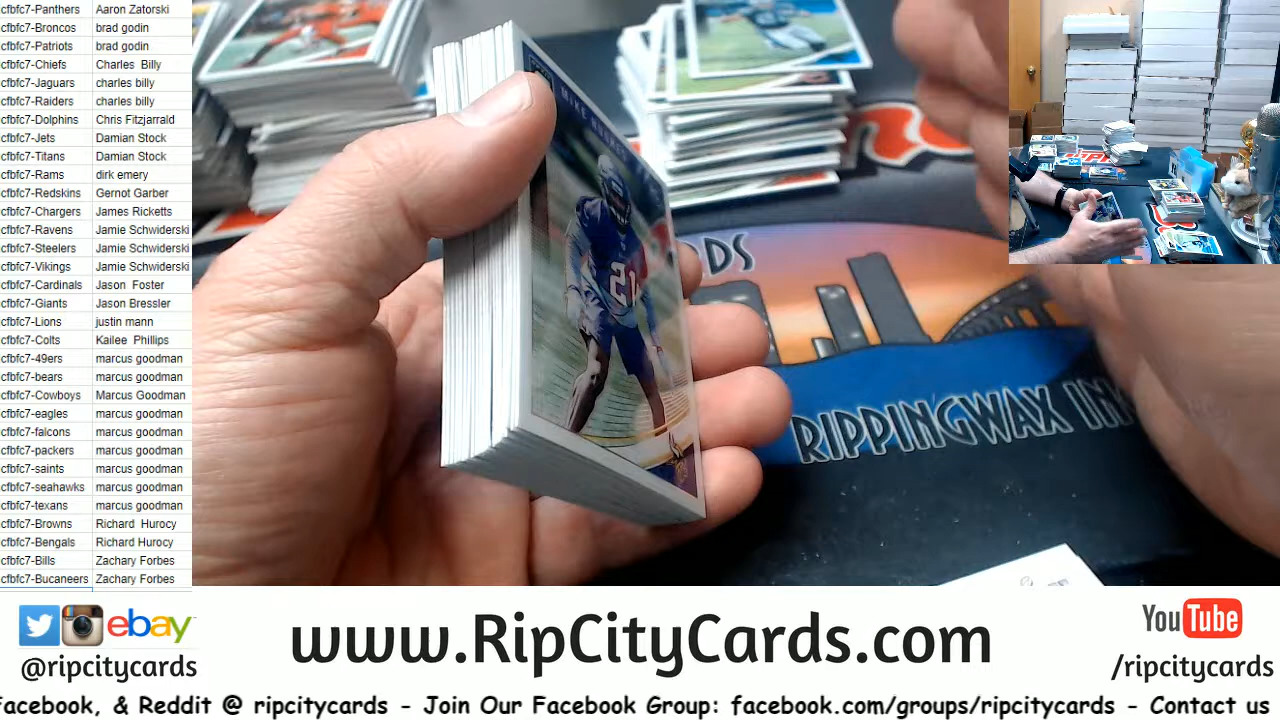 cfbfc7-Panthers Aaron Zatorski
cfbfc7-Broncos brad godin
cfbfc7-Patriots brad godin
cfbfc7-Chiefs Charles Billy
cfbfc7-Jaguars charles billy
cfbfc7-Raiders charles billy
cfbfc7-Dolphins Chris Fitzjarrald
cfbfc7-Jets Damian Stock
cfbfc7-Titans Damian Stock
cfbfc7-Rams dirk emery
cfbfc7-Redskins Gernot Garber
cfbfc7-Chargers James Ricketts
cfbfc7-Ravens Jamie Schwiderski
cfbfc7-Steelers Jamie Schwiderski
cfbfc7-Vikings Jamie Schwiderski
cfbfc7-Cardinals Jason Foster
cfbfc7-Giants Jason Bressler
cfbfc7-Lions justin mann
cfbfc7-Colts Kailee Phillips
cfbfc7-49ers marcus goodman
cfbfc7-bears marcus goodman
cfbfc7-Cowboys Marcus Goodman
cfbfc7-eagles marcus goodman
cfbfc7-falcons marcus goodman
cfbfc7-packers marcus goodman
cfbfc7-saints marcus goodman
cfbfc7-seahawks marcus goodman
cfbfc7-texans marcus goodman
cfbfc7-Browns Richard Hurocy
cfbfc7-Bengals Richard Hurocy
cfbfc7-Bills Zachary Forbes
cfbfc7-Bucaneers Zachary Forbes
MIKE HUGHES
21
RDS
RIPPINGWAX IN
ebay
@ripcitycards
www.RipCityCards.com
YouTube
/ripcitycards
Facebook, & Reddit @ ripcitycards - Join Our Facebook Group: facebook.com/groups/ripcitycards - Contact us